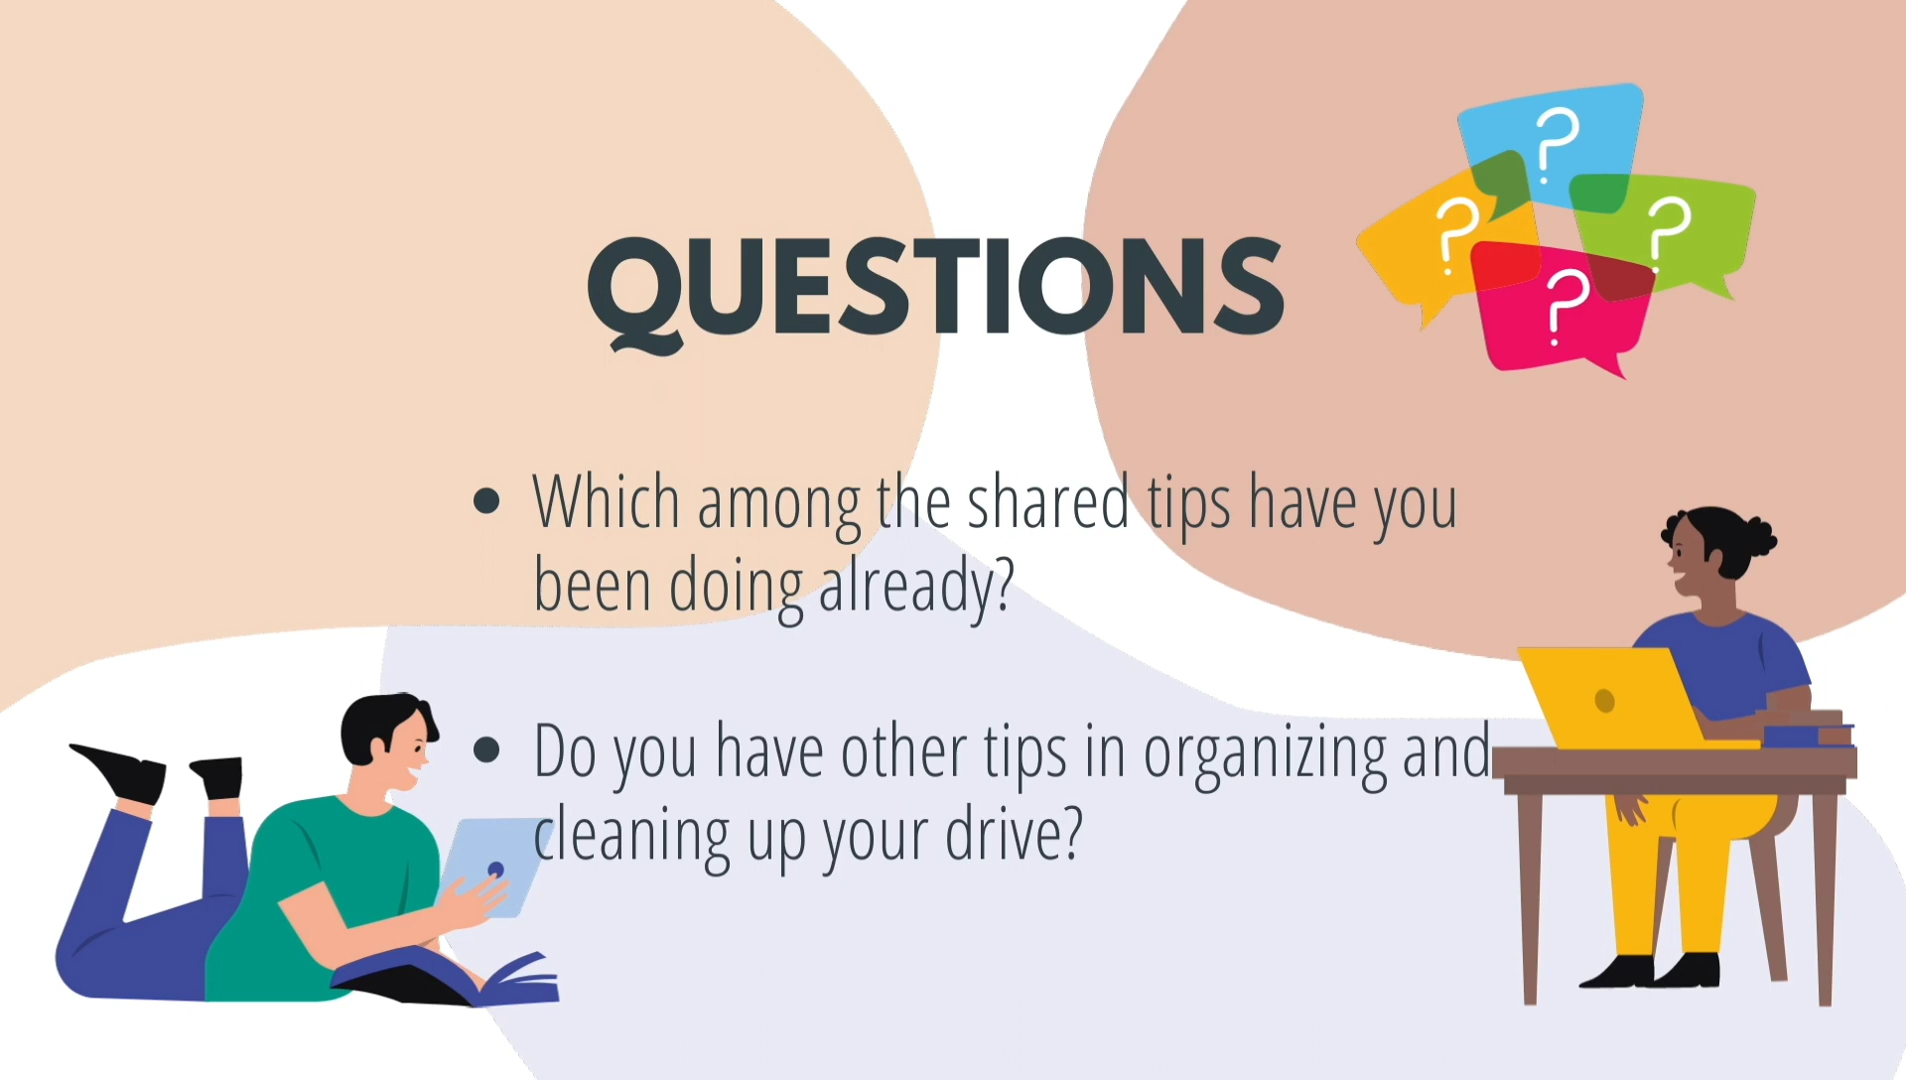 ? 
? ?
?
QUESTIONS
• Which among the shared tips have you
been doing already?
• Do you have other tips in organizing and
cleaning up your drive?